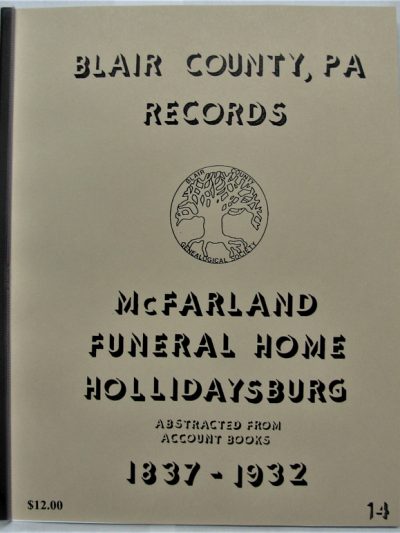 BLAIR COUNTY, PA
RECORDS
BLAIR COUNTY
GENEALOGICAL SOCIETY
McFARLAND
FUNERAL HOME
HOLLIDAYSBURG
ABSTRACTED FROM
ACCOUNT BOOKS
1837 - 1932
$12.00
14